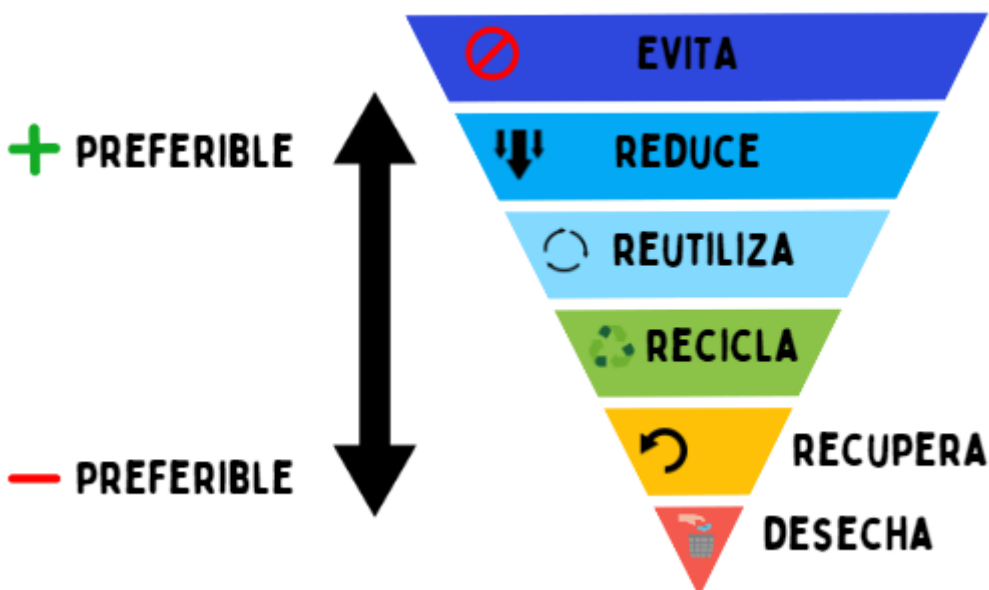 EVITA
+ PREFERIBLE
REDUCE
REUTILIZA
RECICLA
RECUPERA
− PREFERIBLE
DESECHA